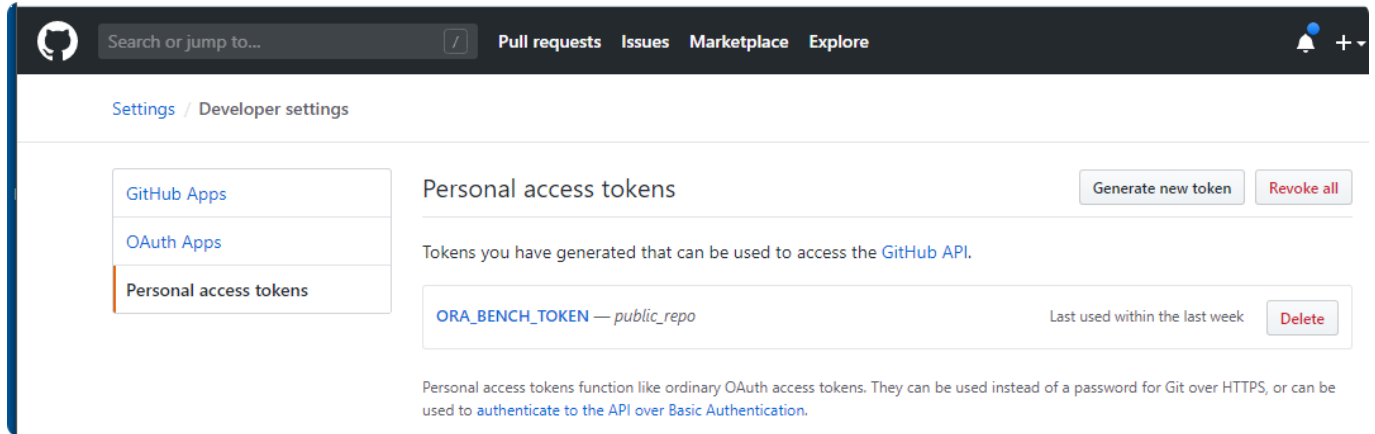 Search or jump to... / Pull requests Issues Marketplace Explore +
Settings / Developer settings
GitHub Apps
OAuth Apps
Personal access tokens
Personal access tokens Generate new token Revoke all
Tokens you have generated that can be used to access the GitHub API.
ORA_BENCH_TOKEN — public_repo Last used within the last week Delete
Personal access tokens function like ordinary OAuth access tokens. They can be used instead of a password for Git over HTTPS, or can be
used to authenticate to the API over Basic Authentication.